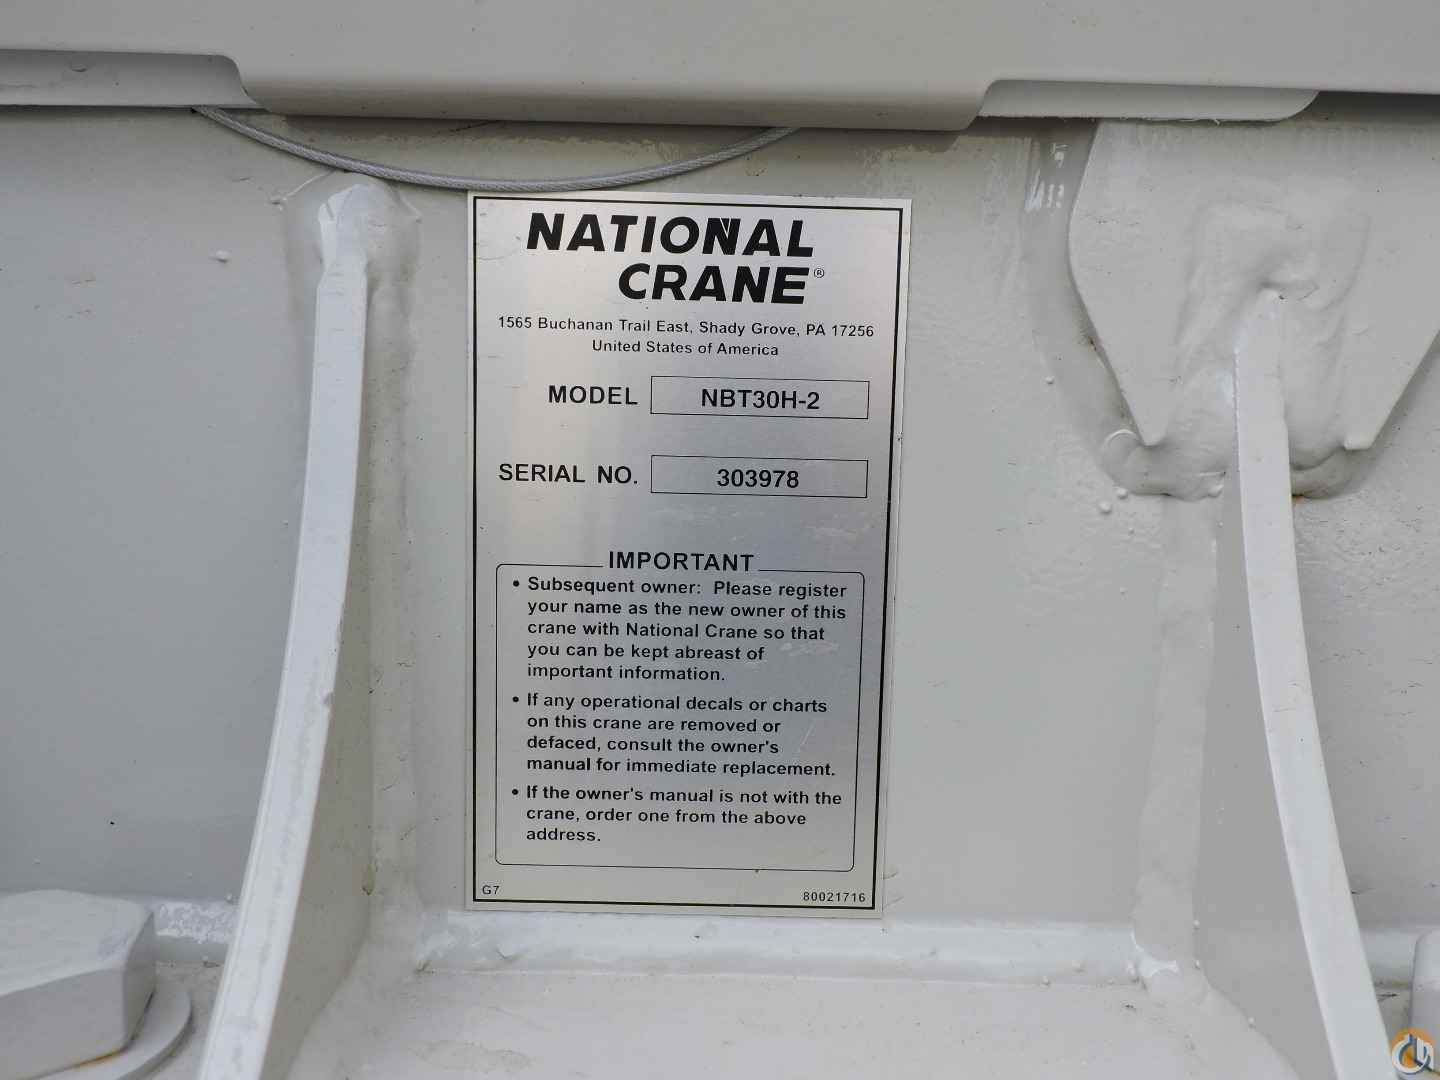 NATIONAL
CRANE®
1565 Buchanan Trail East, Shady Grove, PA 17256
United States of America
MODEL NBT30H-2
SERIAL NO. 303978
IMPORTANT
• Subsequent owner: Please register
your name as the new owner of this
crane with National Crane so that
you can be kept abreast of
important information.
• If any operational decals or charts
on this crane are removed or
defaced, consult the owner's
manual for immediate replacement.
• If the owner's manual is not with the
crane, order one from the above
address.
G7 80021716